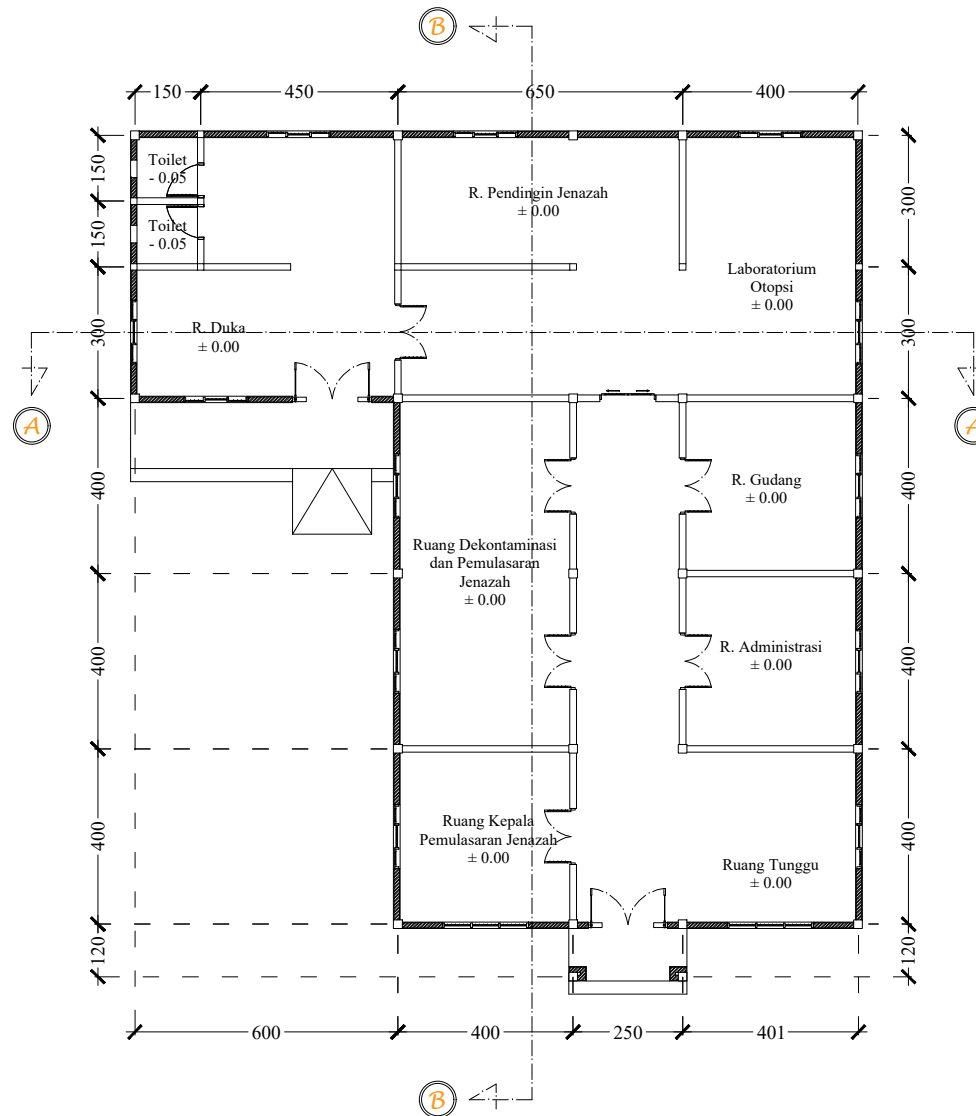 B
150 450 650 400
150
150
300
400
400
400
120
Toilet
- 0.05
Toilet
- 0.05
R. Pendingin Jenazah
± 0.00
Laboratorium
Otopsi
± 0.00
300
300
R. Duka
± 0.00
A
A
R. Gudang
± 0.00
400
Ruang Dekontaminasi
dan Pemulasaran
Jenazah
± 0.00
R. Administrasi
± 0.00
400
Ruang Kepala
Pemulasaran Jenazah
± 0.00
Ruang Tunggu
± 0.00
400
120
600 400 250 401
B